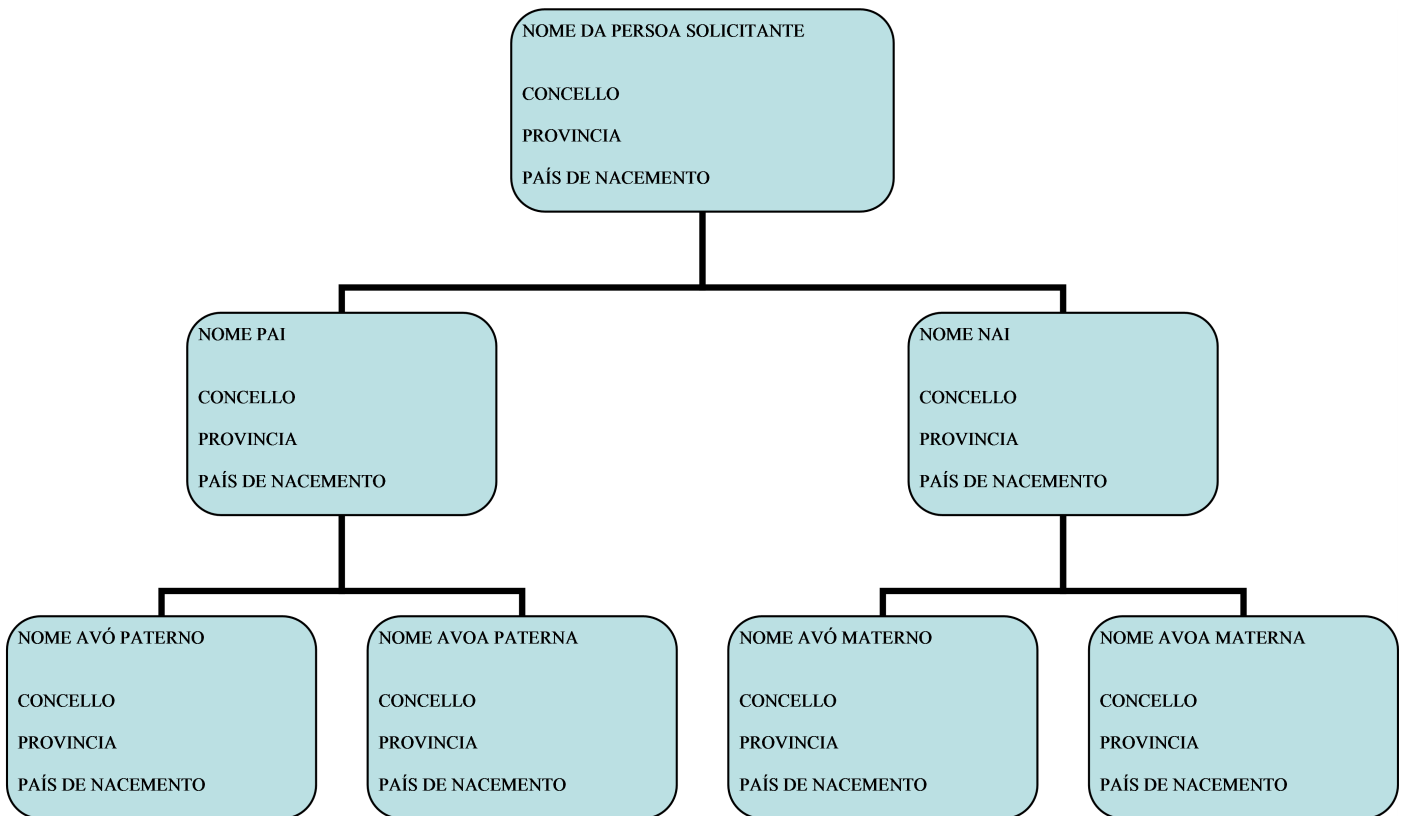 NOME DA PERSOA SOLICITANTE
CONCELLO
PROVINCIA
PAÍS DE NACEMENTO
NOME PAI
CONCELLO
PROVINCIA
PAÍS DE NACEMENTO
NOME NAI
CONCELLO
PROVINCIA
PAÍS DE NACEMENTO
NOME AVÓ PATERNO
CONCELLO
PROVINCIA
PAÍS DE NACEMENTO
NOME AVOA PATERNA
CONCELLO
PROVINCIA
PAÍS DE NACEMENTO
NOME AVÓ MATERNO
CONCELLO
PROVINCIA
PAÍS DE NACEMENTO
NOME AVOA MATERNA
CONCELLO
PROVINCIA
PAÍS DE NACEMENTO